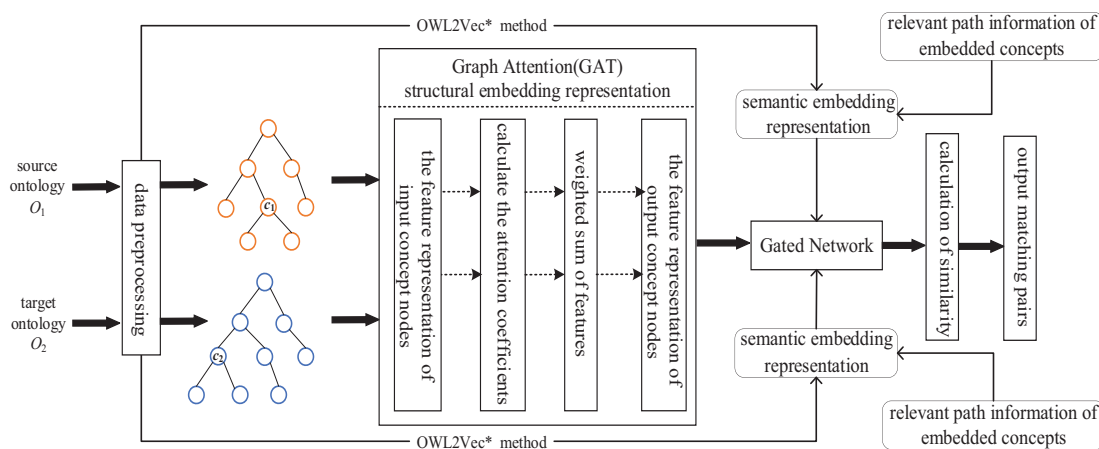 OWL2Vec* method
relevant path information of
embedded concepts
Graph Attention(GAT)
structural embedding representation
semantic embedding
representation
source
ontology
O1
data preprocessing
c1
the feature representation of
input concept nodes
calculate the attention coefficients
weighted sum of features
the feature representation of
output concept nodes
Gated Network
calculation of similarity
output matching pairs
target
ontology
O2
c2
semantic embedding
representation
relevant path information of
embedded concepts
OWL2Vec* method